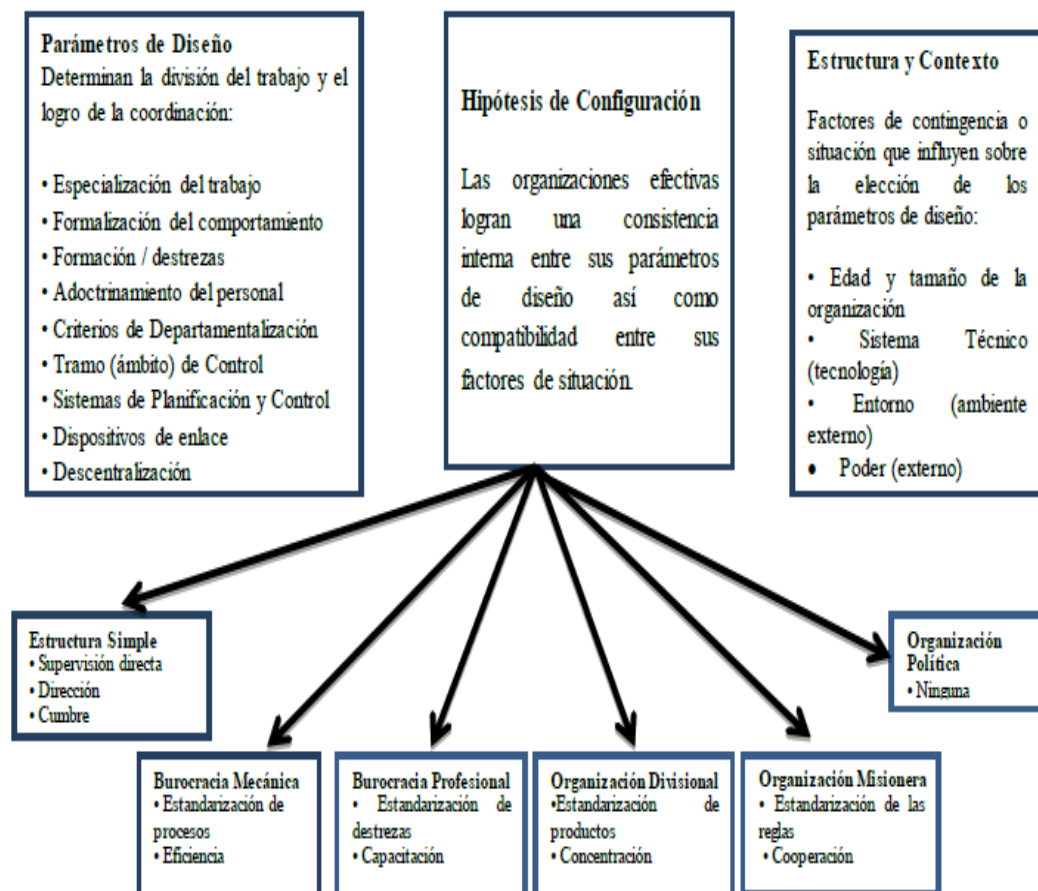 Parámetros de Diseño
Determinan la división del trabajo y el
logro de la coordinación:
• Especialización del trabajo
• Formalización del comportamiento
• Formación / destrezas
• Adoctrinamiento del personal
• Criterios de Departamentalización
• Tramo (ámbito) de Control
• Sistemas de Planificación y Control
• Dispositivos de enlace
• Descentralización
Hipótesis de Configuración
Las organizaciones efectivas
logran una consistencia
interna entre sus parámetros
de diseño así como
compatibilidad entre sus
factores de situación.
Estructura y Contexto
Factores de contingencia o
situación que influyen sobre
la elección de los
parámetros de diseño:
• Edad y tamaño de la
organización
• Sistema Técnico
(tecnología)
• Entorno (ambiente
externo)
• Poder (externo)
Estructura Simple
• Supervisión directa
• Dirección
• Cumbre
Organización
Política
• Ninguna
Burocracia Mecánica
• Estandarización de
procesos
• Eficiencia
Burocracia Profesional
• Estandarización de
destrezas
• Capacitación
Organización Divisional
•Estandarización de
productos
• Concentración
Organización Misionera
• Estandarización de las
reglas
• Cooperación